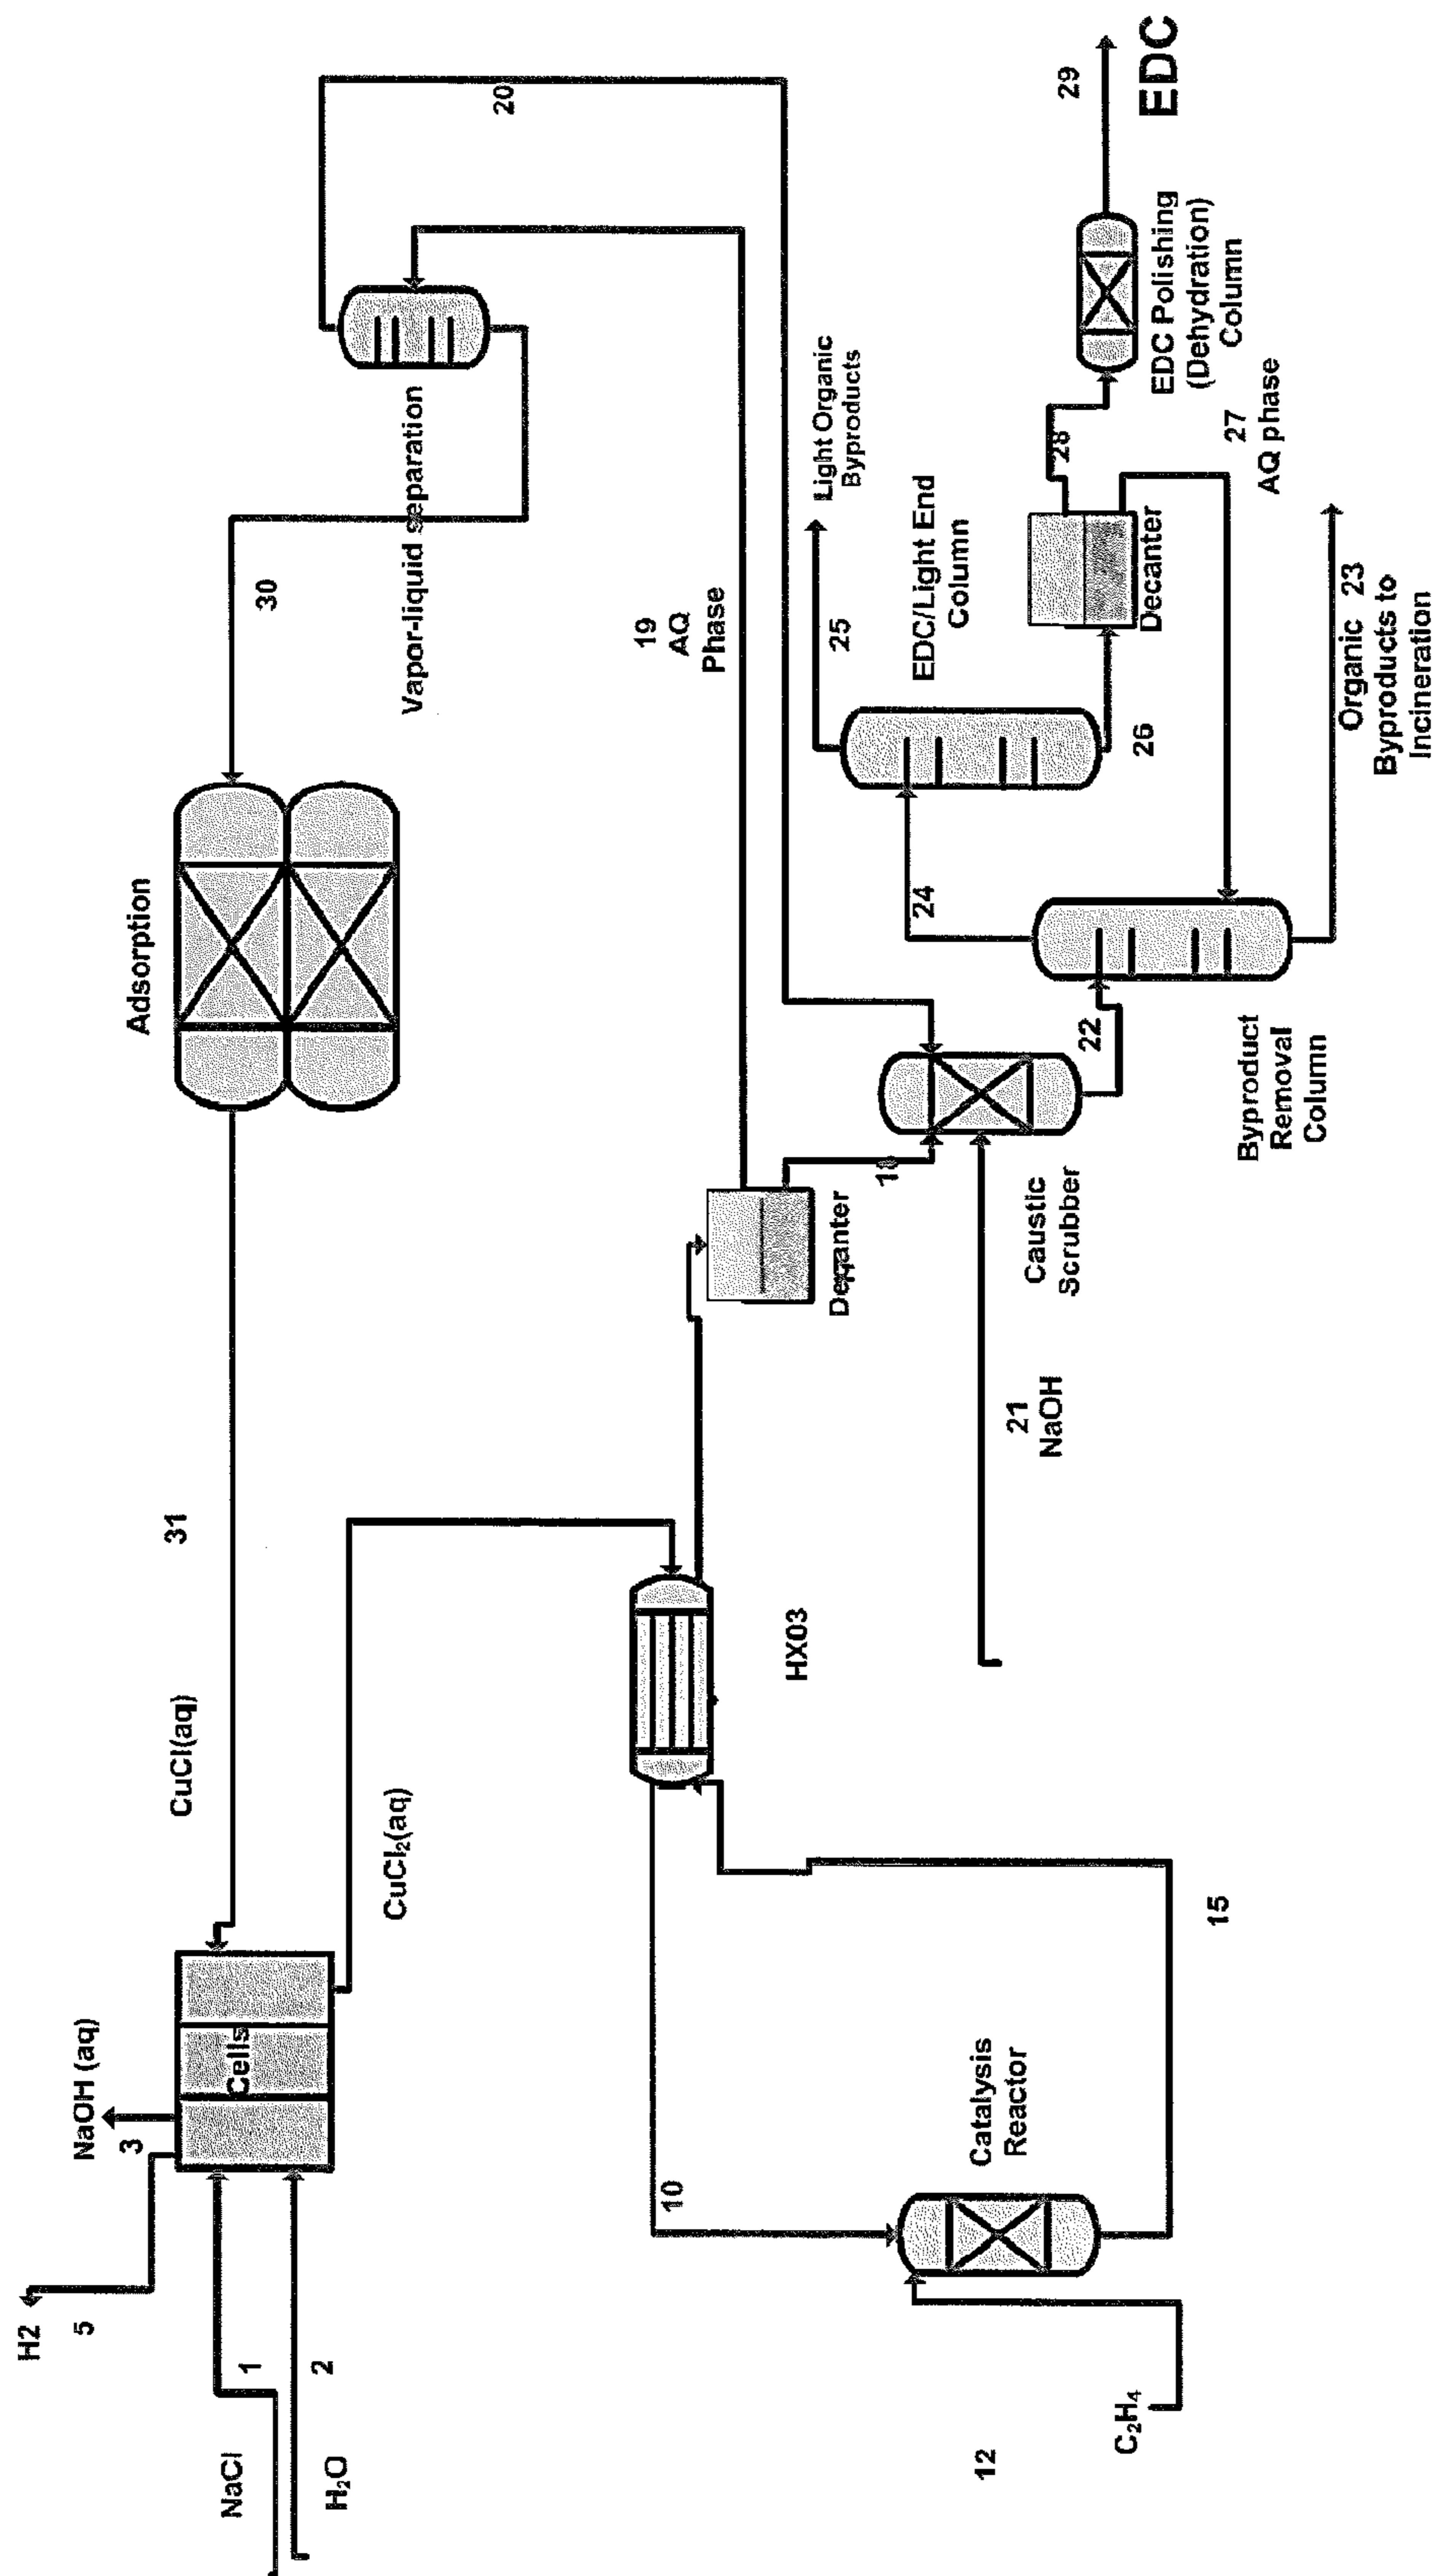 H2
5
NaOH (aq)
3
Cells
NaCl
1
H₂O
2
CuCl(aq)
31
CuCl₂(aq)
Adsorption
30
Vapor-liquid separation
20
19
AQ
Phase
HX03
10
Catalysis
Reactor
15
12
C₂H₄
21
NaOH
Caustic
Scrubber
22
Byproduct
Removal
Column
24
25
Light Organic
Byproducts
EDC/Light End
Column
26
Decanter
27
AQ phase
28
Organic 23
Byproducts to
Incineration
EDC Polishing
(Dehydration)
Column
29
EDC